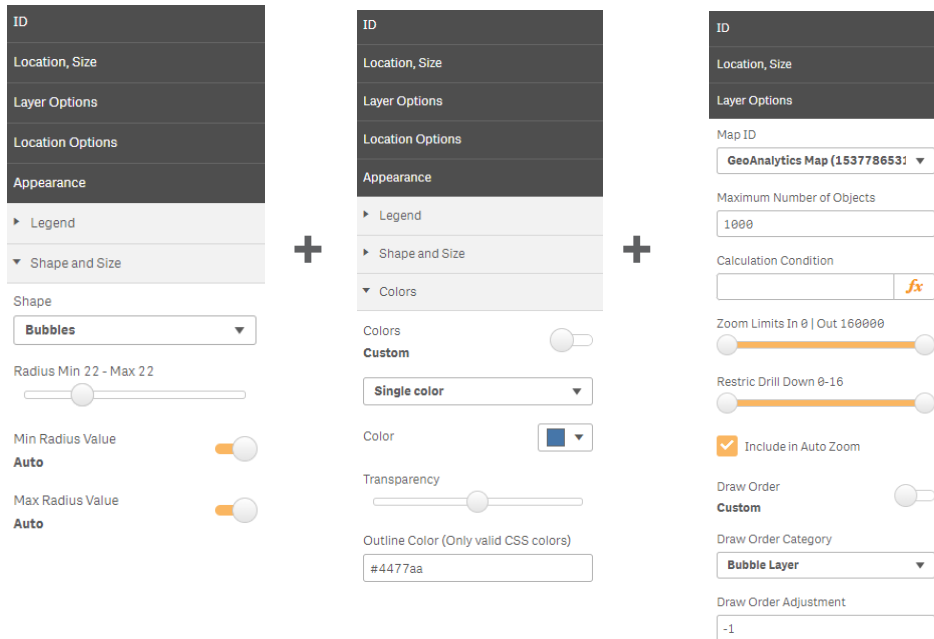 ID
Location, Size
Layer Options
Location Options
Appearance
Legend
Shape and Size
Shape
Bubbles
Radius Min 22 - Max 22
Min Radius Value
Auto
Max Radius Value
Auto
+
ID
Location, Size
Layer Options
Location Options
Appearance
Legend
Shape and Size
Colors
Colors
Custom
Single color
Color
Transparency
Outline Color (Only valid CSS colors)
#4477aa
+
ID
Location, Size
Layer Options
Map ID
GeoAnalytics Map (1537786531
Maximum Number of Objects
1000
Calculation Condition
fx
Zoom Limits In 0 | Out 160000
Restric Drill Down 0-16
Include in Auto Zoom
Draw Order
Custom
Draw Order Category
Bubble Layer
Draw Order Adjustment
-1